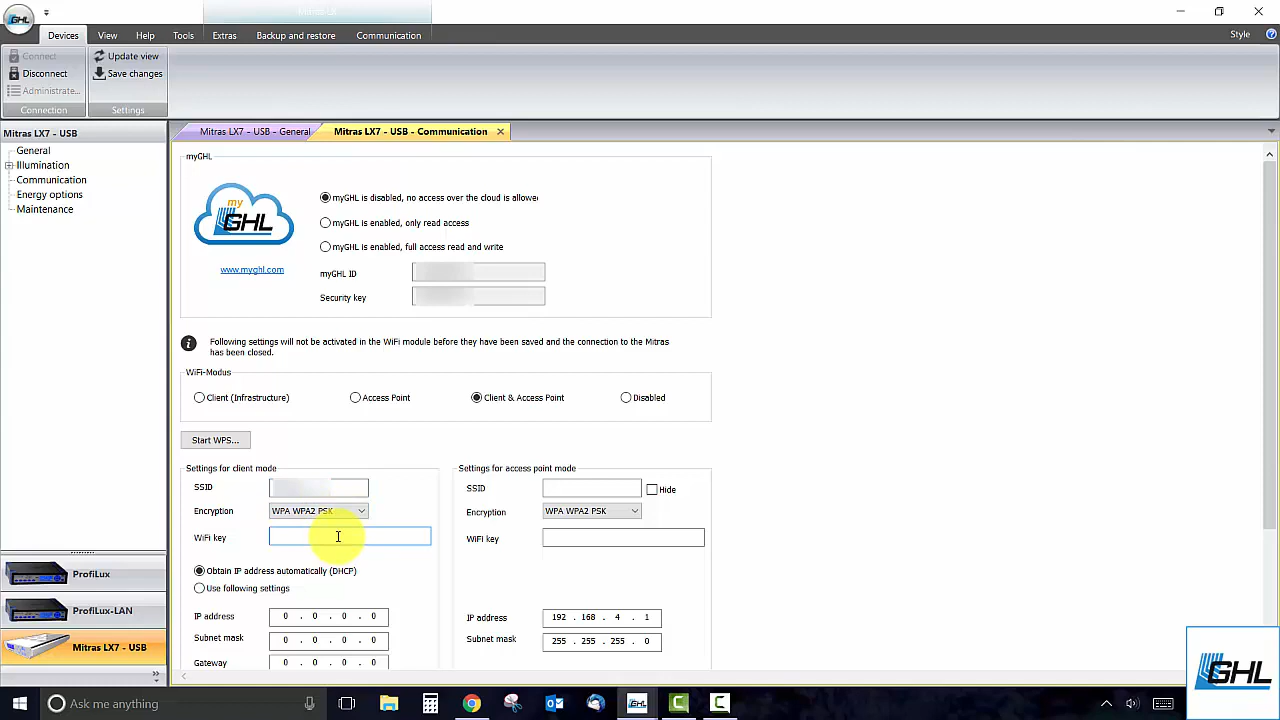 GHL
Style
Devices View Help Tools Extras Backup and restore Communication
Connect
Disconnect
Administrate...
Connection
Update view
Save changes
Settings
Mitras LX7 - USB
General
Illumination
Communication
Energy options
Maintenance
ProfiLux
ProfiLux-LAN
Mitras LX7 - USB
Mitras LX7 - USB - General
Mitras LX7 - USB - Communication
myGHL
my
GHL
www.myghl.com
myGHL is disabled, no access over the cloud is allowe
myGHL is enabled, only read access
myGHL is enabled, full access read and write
myGHL ID
Security key
Following settings will not be activated in the WiFi module before they have been saved and the connection to the Mitras
has been closed.
WiFi-Modus
Client (Infrastructure) Access Point Client & Access Point Disabled
Start WPS...
Settings for client mode
SSID
Encryption WPA WPA2 PSK
WiFi key
Obtain IP address automatically (DHCP)
Use following settings
IP address 0 . 0 . 0 . 0
Subnet mask 0 . 0 . 0 . 0
Gateway 0 . 0 . 0 . 0
Settings for access point mode
SSID Hide
Encryption WPA WPA2 PSK
WiFi key
IP address 192 . 168 . 4 . 1
Subnet mask 255 . 255 . 255 . 0
GHL
Ask me anything